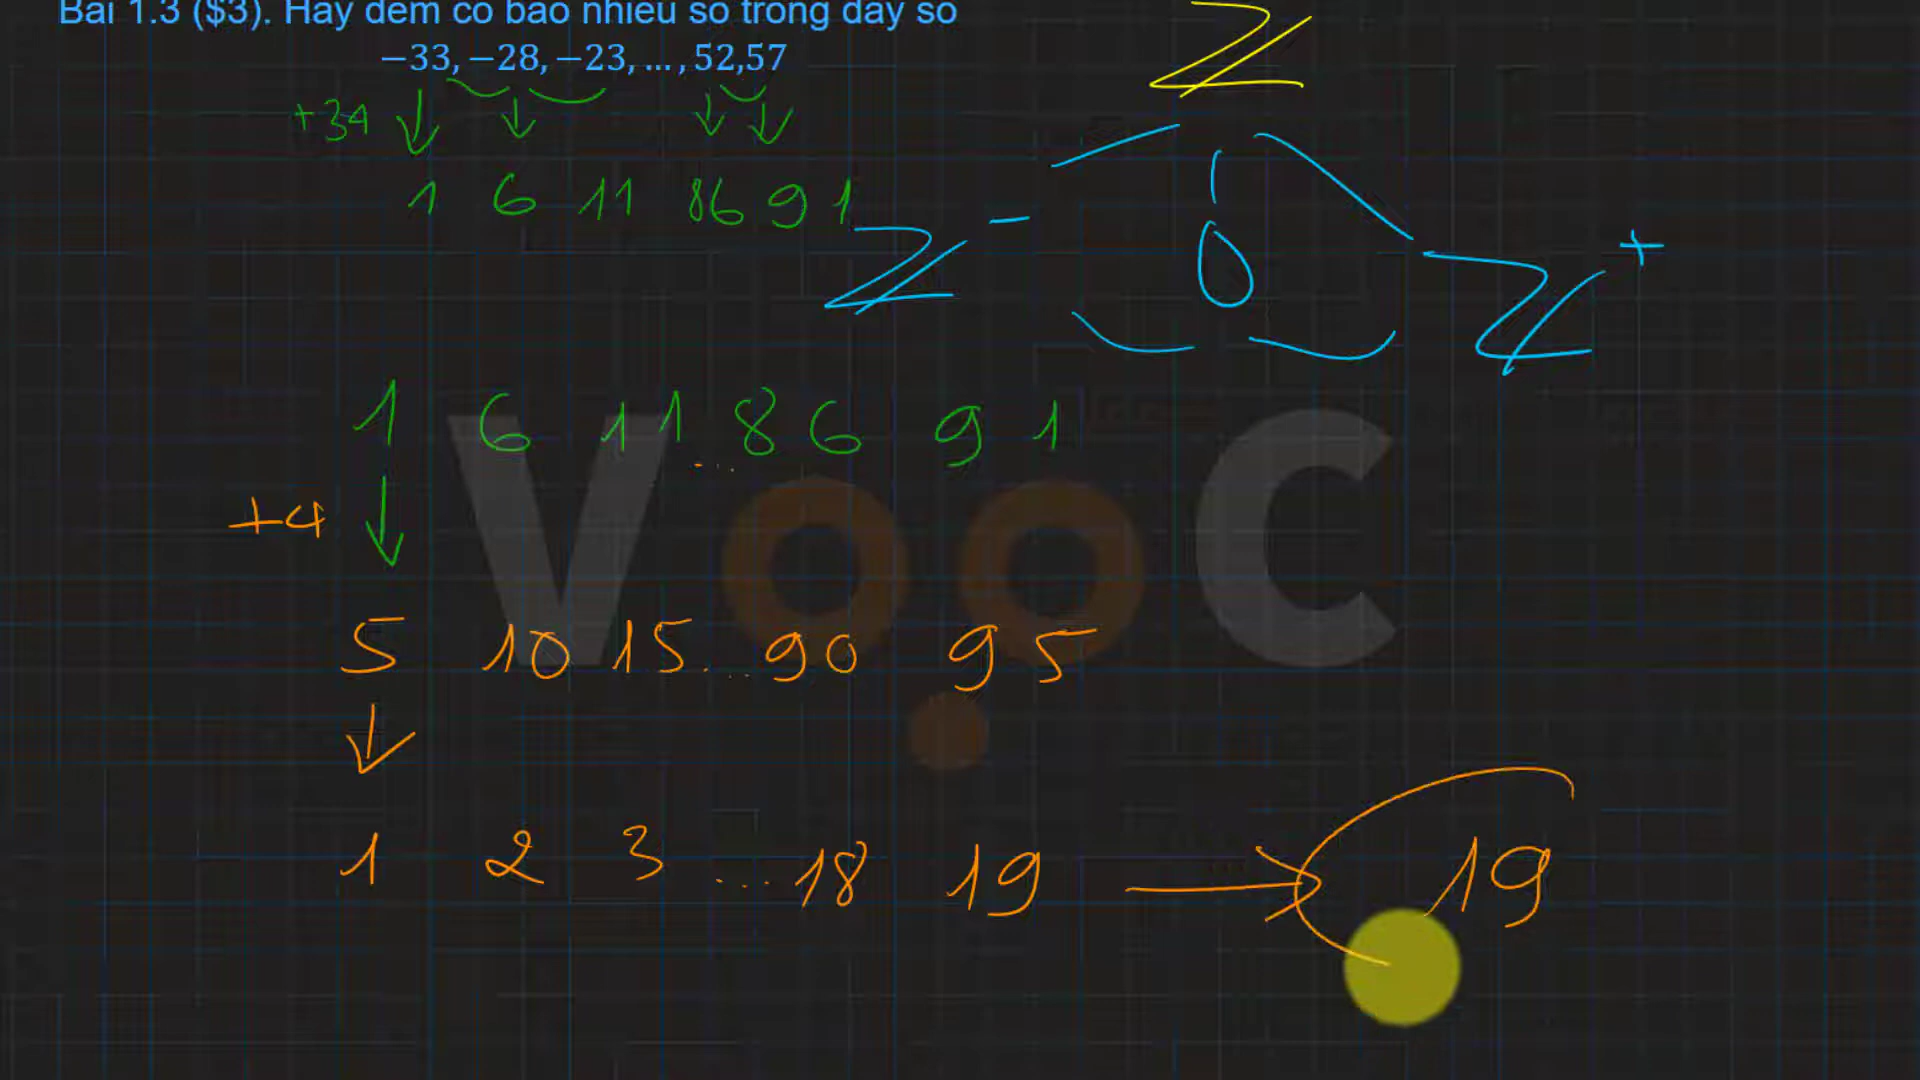 Bài 1.3 ($3). Hãy đếm có bao nhiêu số trong dãy số
−33, −28, −23, … , 52,57
+34
1 6 11 86 91
ℤ
ℤ⁻ 0 ℤ⁺
1 6 11 ... 86 91
+4
5 10 15 ... 90 95
1 2 3 ... 18 19 → 19
vooc